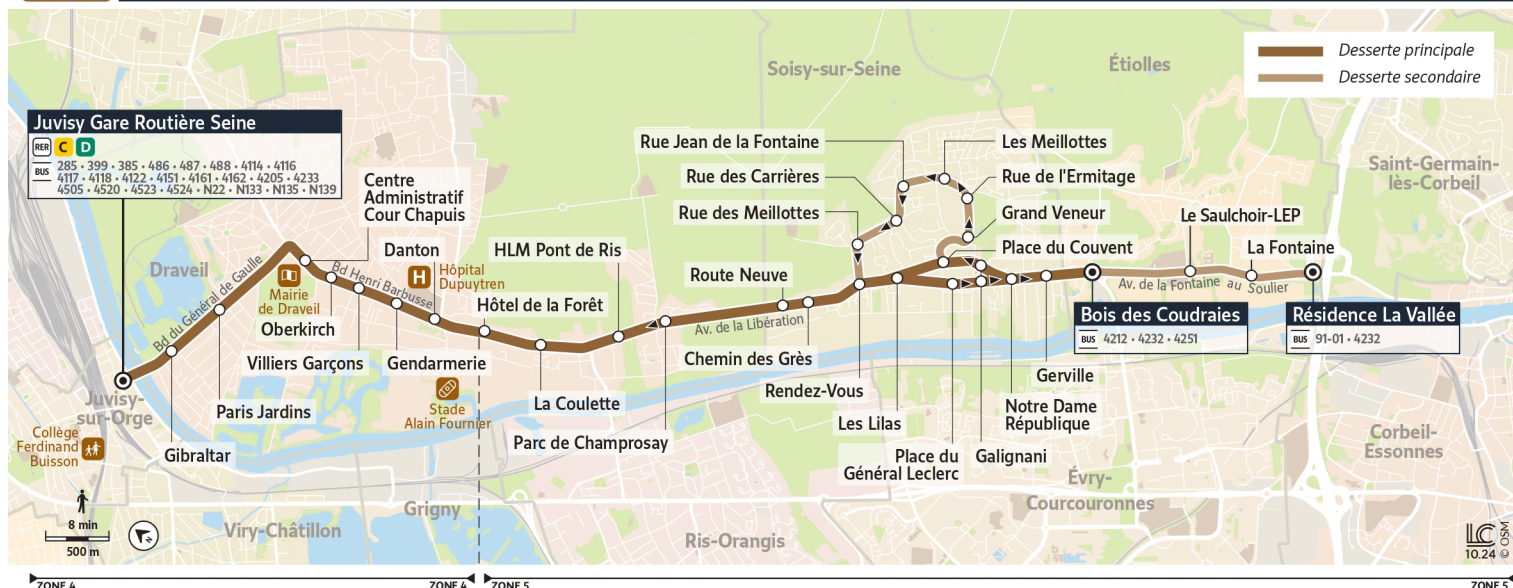 Desserte principale
Desserte secondaire
Soisy-sur-Seine
Étiolles
Saint-Germain-
lès-Corbeil
Juvisy Gare Routière Seine
RER C D
BUS
285 • 399 • 385 • 486 • 487 • 488 • 4114 • 4116
4117 • 4118 • 4122 • 4151 • 4161 • 4162 • 4205 • 4233
4505 • 4520 • 4523 • 4524 • N22 • N133 • N135 • N139
Centre
Administratif
Cour Chapuis
Danton
HLM Pont de Ris
Rue Jean de la Fontaine
Rue des Carrières
Rue des Meillottes
Les Meillottes
Rue de l'Ermitage
Grand Veneur
Place du Couvent
Le Saulchoir-LEP
La Fontaine
Route Neuve
Draveil
Bd du Général de Gaulle
Bd Henri Barbusse
Mairie
de Draveil
H
Hôpital
Dupuytren
Hôtel de la Forêt
Oberkirch
Villiers Garçons
Gendarmerie
Av. de la Libération
Av. de la Fontaine au Soulier
Bois des Coudraies
BUS
4212 • 4232 • 4251
Résidence La Vallée
BUS
91-01 • 4232
Chemin des Grès
Rendez-Vous
Gerville
Juvisy-
sur-Orge
Paris Jardins
Stade
Alain Fournier
La Coulette
Parc de Champrosay
Les Lilas
Notre Dame
République
Collège
Ferdinand
Buisson
Gibraltar
Place du
Général Leclerc
Galignani
Corbeil-
Essonnes
Évry-
Courcouronnes
Viry-Châtillon
Grigny
Ris-Orangis
8 min
500 m
LC
10.24 © OSM
ZONE 4
ZONE 4
ZONE 5
ZONE 5